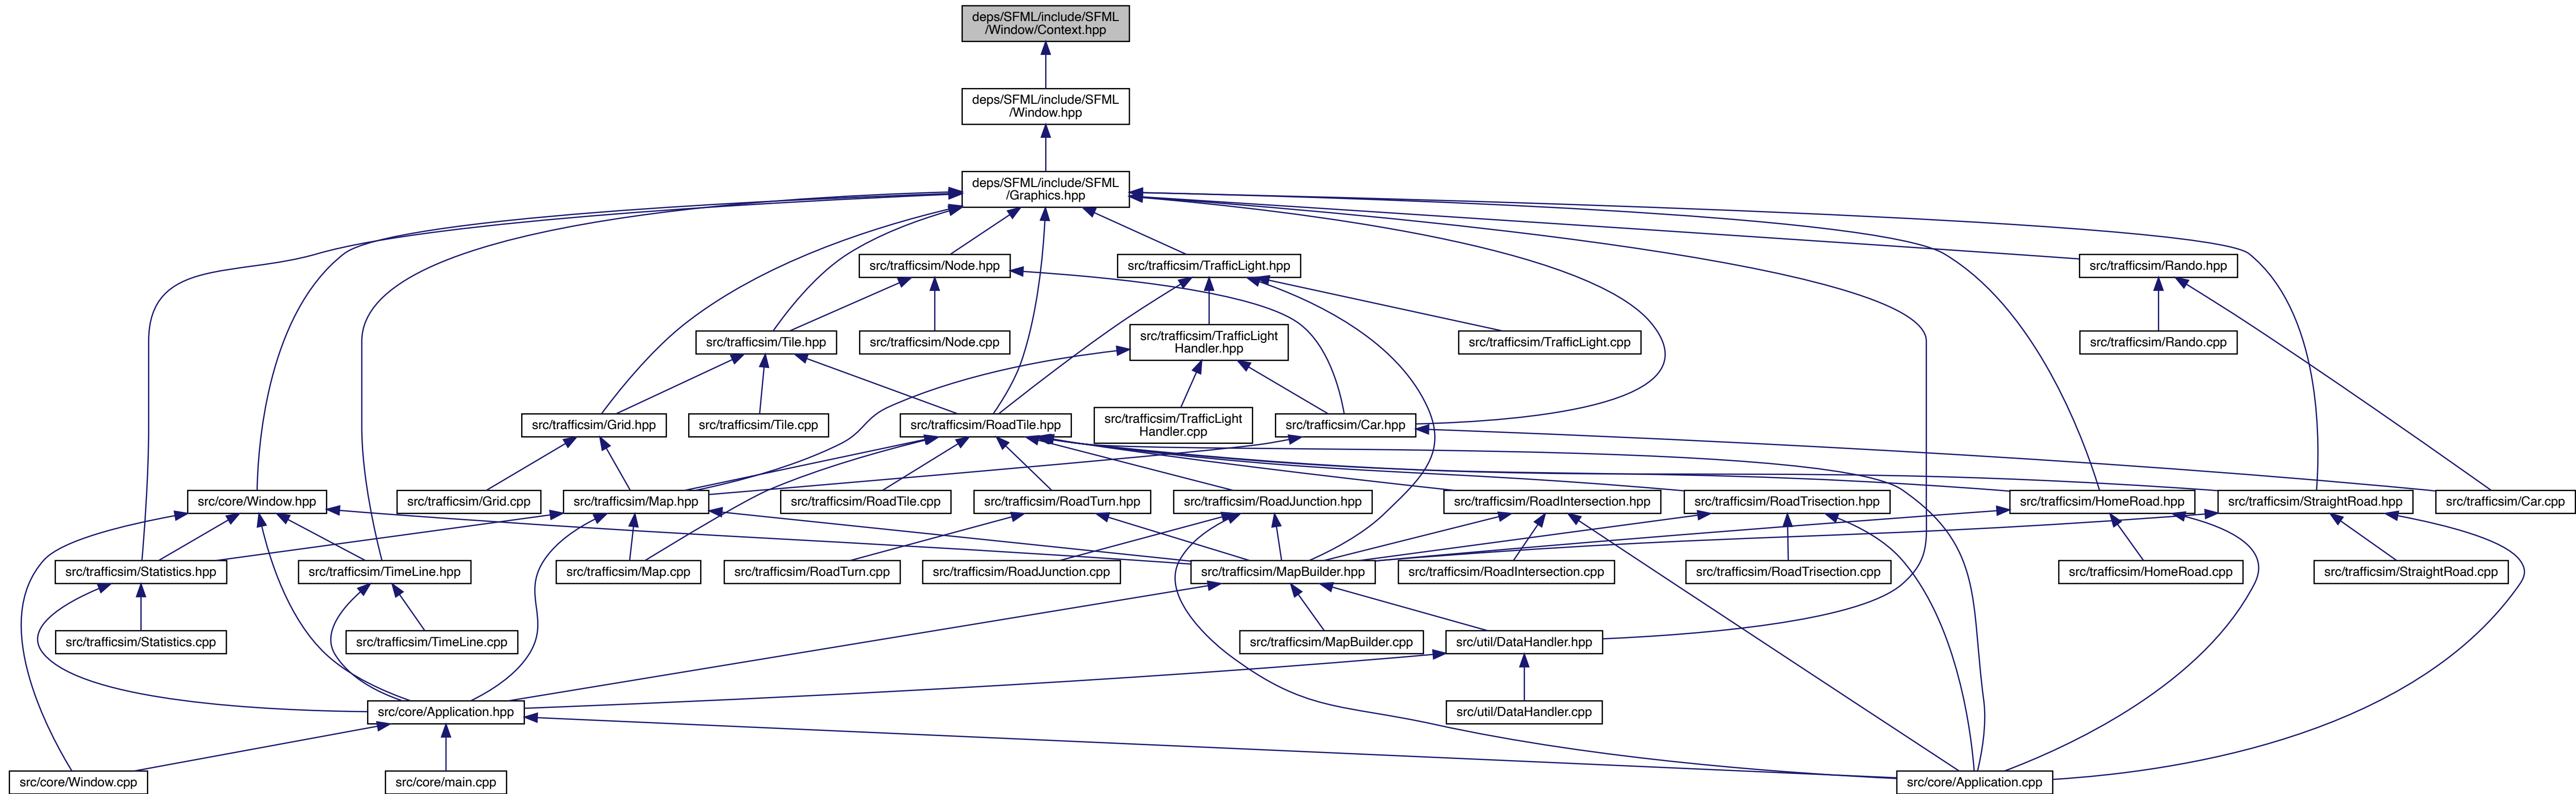 deps/SFML/include/SFML
/Window/Context.hpp
deps/SFML/include/SFML
/Window.hpp
deps/SFML/include/SFML
/Graphics.hpp
src/trafficsim/Node.hpp
src/trafficsim/TrafficLight.hpp
src/trafficsim/Rando.hpp
src/trafficsim/Tile.hpp
src/trafficsim/Node.cpp
src/trafficsim/TrafficLight
Handler.hpp
src/trafficsim/TrafficLight.cpp
src/trafficsim/Rando.cpp
src/trafficsim/Grid.hpp
src/trafficsim/Tile.cpp
src/trafficsim/RoadTile.hpp
src/trafficsim/TrafficLight
Handler.cpp
src/trafficsim/Car.hpp
src/core/Window.hpp
src/trafficsim/Grid.cpp
src/trafficsim/Map.hpp
src/trafficsim/RoadTile.cpp
src/trafficsim/RoadTurn.hpp
src/trafficsim/RoadJunction.hpp
src/trafficsim/RoadIntersection.hpp
src/trafficsim/RoadTrisection.hpp
src/trafficsim/HomeRoad.hpp
src/trafficsim/StraightRoad.hpp
src/trafficsim/Car.cpp
src/trafficsim/Statistics.hpp
src/trafficsim/TimeLine.hpp
src/trafficsim/Map.cpp
src/trafficsim/RoadTurn.cpp
src/trafficsim/RoadJunction.cpp
src/trafficsim/MapBuilder.hpp
src/trafficsim/RoadIntersection.cpp
src/trafficsim/RoadTrisection.cpp
src/trafficsim/HomeRoad.cpp
src/trafficsim/StraightRoad.cpp
src/trafficsim/Statistics.cpp
src/trafficsim/TimeLine.cpp
src/trafficsim/MapBuilder.cpp
src/util/DataHandler.hpp
src/core/Application.hpp
src/util/DataHandler.cpp
src/core/Window.cpp
src/core/main.cpp
src/core/Application.cpp